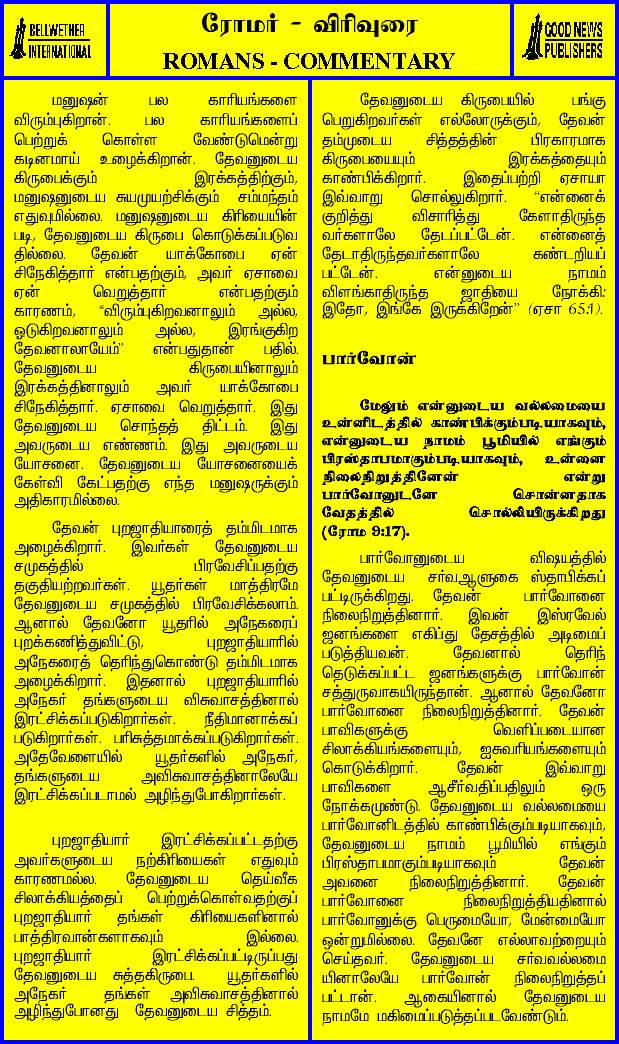 BELLWETHER
INTERNATIONAL
ரோமர் - விரிவுரை
ROMANS - COMMENTARY
GOOD NEWS
PUBLISHERS
மனுஷன் பல காரியங்களை
விரும்புகிறான். பல காரியங்களைப்
பெற்றுக் கொள்ள வேண்டுமென்று
கடினமாய் உழைக்கிறான். தேவனுடைய
கிருபைக்கும் இரக்கத்திற்கும்,
மனுஷனுடைய சுயமுயற்சிக்கும் சம்மந்தம்
எதுவுமில்லை. மனுஷனுடைய கிரியையின்
படி, தேவனுடைய கிருபை கொடுக்கப்படுவ
தில்லை. தேவன் யாக்கோபை ஏன்
சிநேகித்தார் என்பதற்கும், அவர் ஏசாவை
ஏன் வெறுத்தார் என்பதற்கும்
காரணம், “விரும்புகிறவனாலும் அல்ல,
ஓடுகிறவனாலும் அல்ல, இரங்குகிற
தேவனாலாயேம்” என்பதுதான் பதில்.
தேவனுடைய கிருபையினாலும்
இரக்கத்தினாலும் அவர் யாக்கோபை
சிநேகித்தார். ஏசாவை வெறுத்தார். இது
தேவனுடைய சொந்தத் திட்டம். இது
அவருடைய எண்ணம். இது அவருடைய
யோசனை. தேவனுடைய யோசனையைக்
கேள்வி கேட்பதற்கு எந்த மனுஷருக்கும்
அதிகாரமில்லை.
தேவன் புறஜாதியாரைத் தம்மிடமாக
அழைக்கிறார். இவர்கள் தேவனுடைய
சமுகத்தில் பிரவேசிப்பதற்கு
தகுதியற்றவர்கள். யூதர்கள் மாத்திரமே
தேவனுடைய சமுகத்தில் பிரவேசிக்கலாம்.
ஆனால் தேவனோ யூதரில் அநேகரைப்
புறக்கணித்துவிட்டு, புறஜாதியாரில்
அநேகரைத் தெரிந்துகொண்டு தம்மிடமாக
அழைக்கிறார். இதனால் புறஜாதியாரில்
அநேகர் தங்களுடைய விசுவாசத்தினால்
இரட்சிக்கப்படுகிறார்கள். நீதிமானாக்கப்
படுகிறார்கள். பரிசுத்தமாக்கப்படுகிறார்கள்.
அதேவேளையில் யூதர்களில் அநேகர்,
தங்களுடைய அவிசுவாசத்தினாலேயே
இரட்சிக்கப்படாமல் அழிந்துபோகிறார்கள்.
புறஜாதியார் இரட்சிக்கப்பட்டதற்கு
அவர்களுடைய நற்கிரியைகள் எதுவும்
காரணமல்ல. தேவனுடைய தெய்வீக
சிலாக்கியத்தைப் பெற்றுக்கொள்வதற்குப்
புறஜாதியார் தங்கள் கிரியைகளினால்
பாத்திரவான்களாகவும் இல்லை.
புறஜாதியார் இரட்சிக்கப்பட்டிருப்பது
தேவனுடைய சுத்தகிருபை. யூதர்களில்
அநேகர் தங்கள் அவிசுவாசத்தினால்
அழிந்துபோனது தேவனுடைய சித்தம்.
தேவனுடைய கிருபையில் பங்கு
பெறுகிறவர்கள் எல்லோருக்கும், தேவன்
தம்முடைய சித்தத்தின் பிரகாரமாக
கிருபையையும் இரக்கத்தையும்
காண்பிக்கிறார். இதைப்பற்றி ஏசாயா
இவ்வாறு சொல்லுகிறார். “என்னைக்
குறித்து விசாரித்து கேளாதிருந்த
வர்களாலே தேடப்பட்டேன். என்னைத்
தேடாதிருந்தவர்களாலே கண்டறியப்
பட்டேன். என்னுடைய நாமம்
விளங்காதிருந்த ஜாதியை நோக்கி:
இதோ, இங்கே இருக்கிறேன்” (ஏசா 65:1).
பார்வோன்
மேலும் என்னுடைய வல்லமையை
உன்னிடத்தில் காண்பிக்கும்படியாகவும்,
என்னுடைய நாமம் பூமியில் எங்கும்
பிரஸ்தாபமாகும்படியாகவும், உன்னை
நிலைநிறுத்தினேன் என்று
பார்வோனுடனே சொன்னதாக
வேதத்தில் சொல்லியிருக்கிறது
(ரோம 9:17).
பார்வோனுடைய விஷயத்தில்
தேவனுடைய சர்வஆளுகை ஸ்தாபிக்கப்
பட்டிருக்கிறது. தேவன் பார்வோனை
நிலைநிறுத்தினார். இவன் இஸ்ரவேல்
ஜனங்களை எகிப்து தேசத்தில் அடிமைப்
படுத்தியவன். தேவனால் தெரிந்
தெடுக்கப்பட்ட ஜனங்களுக்கு பார்வோன்
சத்துருவாகயிருந்தான். ஆனால் தேவனோ
பார்வோனை நிலைநிறுத்தினார். தேவன்
பாவிகளுக்கு வெளிப்படையான
சிலாக்கியங்களையும், ஐசுவரியங்களையும்
கொடுக்கிறார். தேவன் இவ்வாறு
பாவிகளை ஆசீர்வதிப்பதிலும் ஒரு
நோக்கமுண்டு. தேவனுடைய வல்லமையை
பார்வோனிடத்தில் காண்பிக்கும்படியாகவும்,
தேவனுடைய நாமம் பூமியில் எங்கும்
பிரஸ்தாபமாகும்படியாகவும் தேவன்
அவனை நிலைநிறுத்தினார். தேவன்
பார்வோனை நிலைநிறுத்தியதினால்
பார்வோனுக்கு பெருமையோ, மேன்மையோ
ஒன்றுமில்லை. தேவனே எல்லாவற்றையும்
செய்தவர். தேவனுடைய சர்வவல்லமை
யினாலேயே பார்வோன் நிலைநிறுத்தப்
பட்டான். ஆகையினால் தேவனுடைய
நாமமே மகிமைப்படுத்தப்படவேண்டும்.